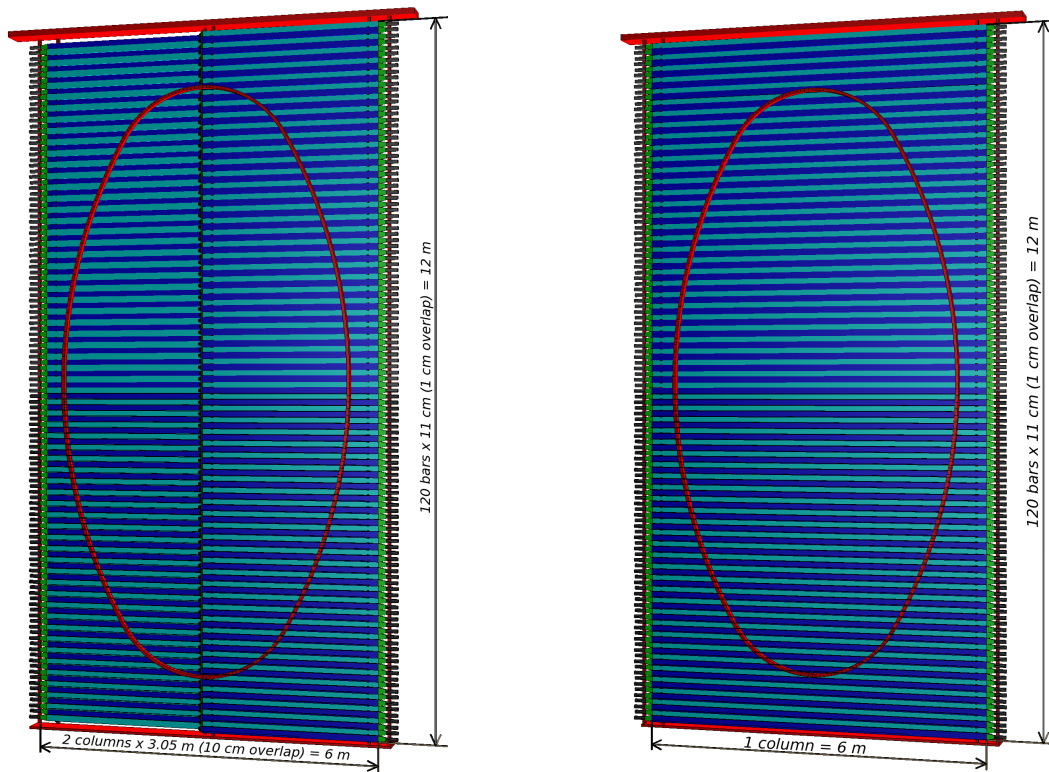 120 bars x 11 cm (1 cm overlap) = 12 m
2 columns x 3.05 m (10 cm overlap) = 6 m
120 bars x 11 cm (1 cm overlap) = 12 m
1 column = 6 m